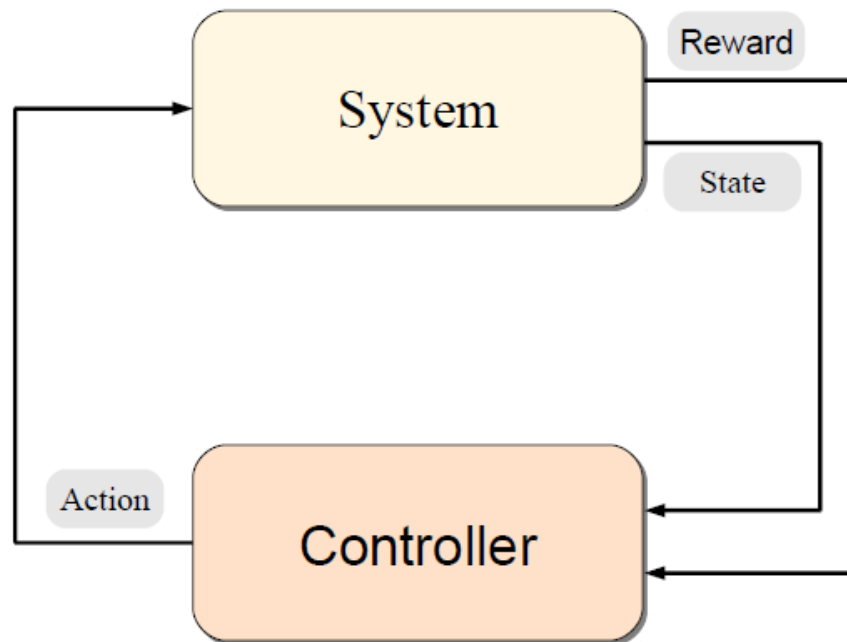 Reward
System
State
Action
Controller